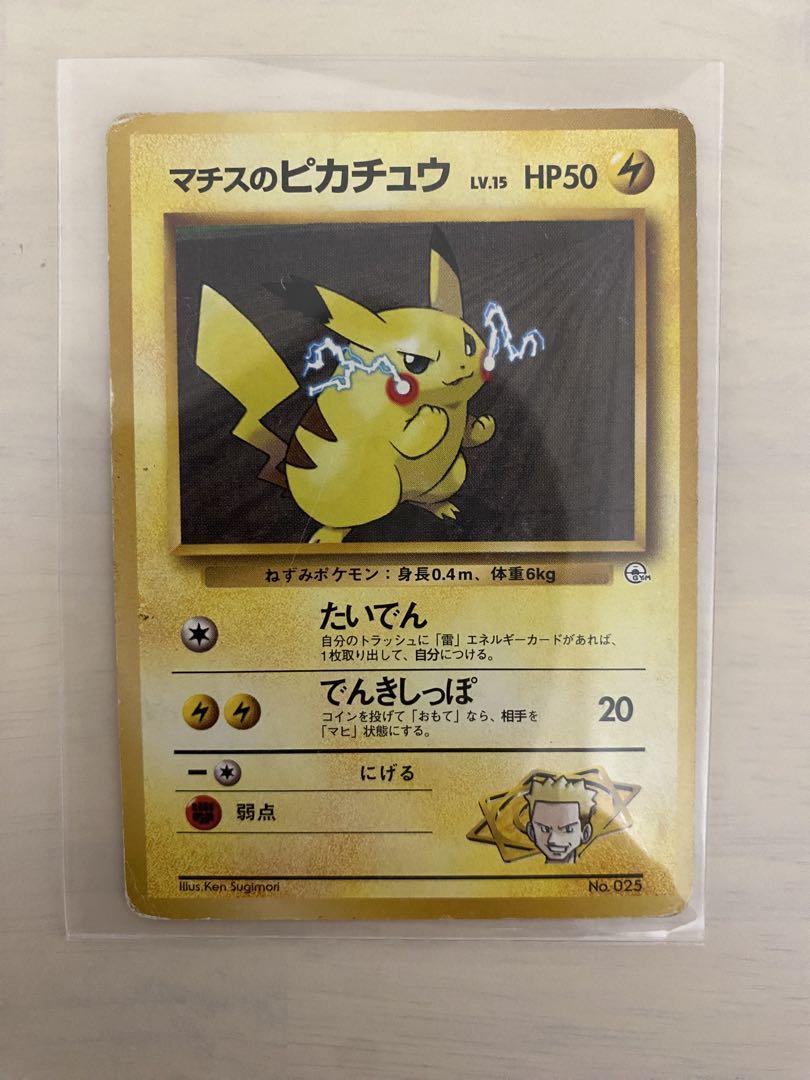 マチスのピカチュウ LV.15 HP50
ねずみポケモン：身長0.4m、体重6kg
GYM
たいでん
自分のトラッシュに「雷」エネルギーカードがあれば、
1枚取り出して、自分につける。
でんきしっぽ 20
コインを投げて「おもて」なら、相手を
「マヒ」状態にする。
にげる
弱点
Illus.Ken Sugimori No. 025